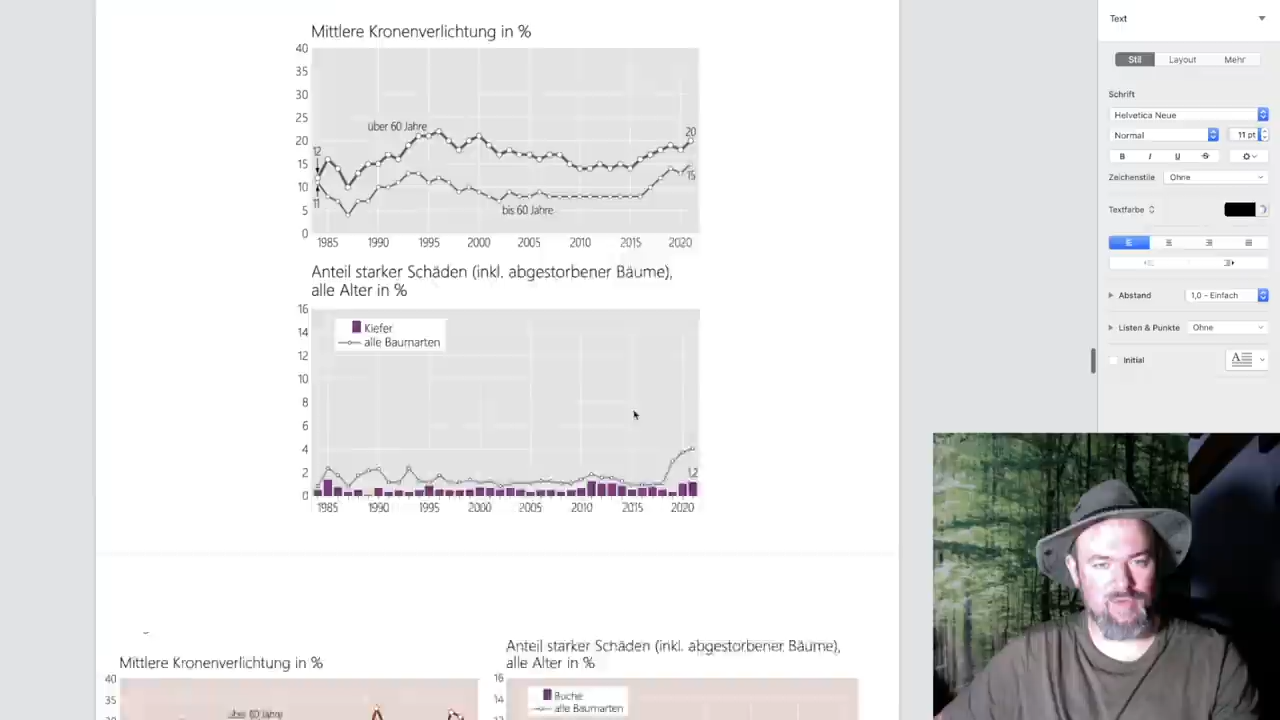 Mittlere Kronenverlichtung in %
40
35
30
25
20
15
10
5
0
über 60 Jahre
12
11
20
15
bis 60 Jahre
1985 1990 1995 2000 2005 2010 2015 2020
Anteil starker Schäden (inkl. abgestorbener Bäume),
alle Alter in %
16
14
12
10
8
6
4
2
0
Kiefer
alle Baumarten
1,2
1985 1990 1995 2000 2005 2010 2015 2020
Mittlere Kronenverlichtung in %
40
35
über 60 Jahre
Anteil starker Schäden (inkl. abgestorbener Bäume),
alle Alter in %
16
14
Buche
alle Baumarten
Text
Stil Layout Mehr
Schrift
Helvetica Neue
Normal 11 pt
B I U S
Zeichenstile Ohne
Textfarbe
Abstand 1,0 - Einfach
Listen & Punkte Ohne
Initial A